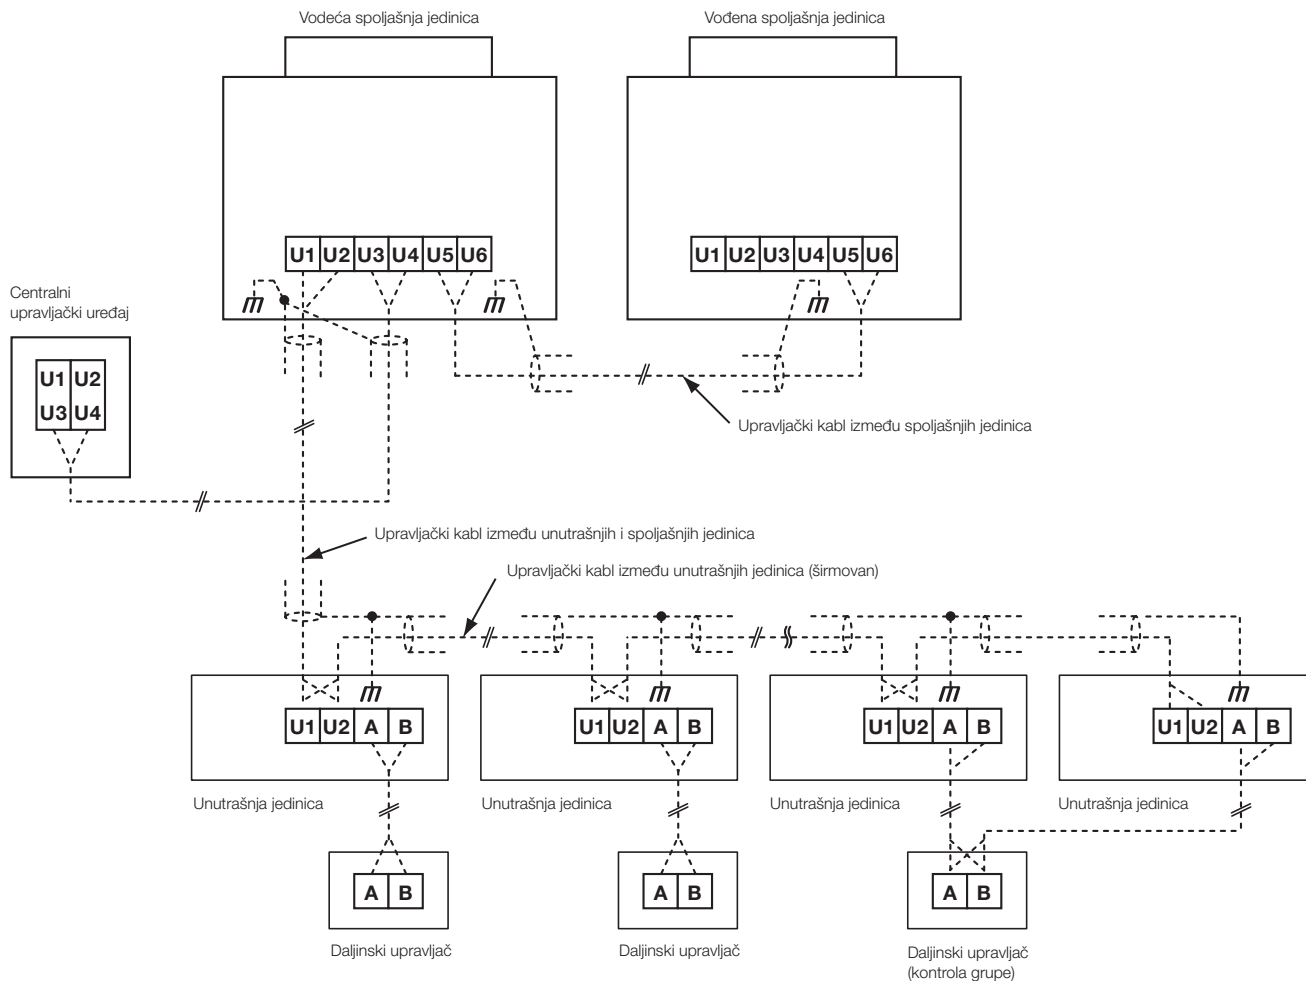 Vodeća spoljašnja jedinica
Vođena spoljašnja jedinica
U1 U2 U3 U4 U5 U6
U1 U2 U3 U4 U5 U6
Centralni
upravljački uređaj
U1 U2
U3 U4
Upravljački kabl između spoljašnjih jedinica
Upravljački kabl između unutrašnjih i spoljašnjih jedinica
Upravljački kabl između unutrašnjih jedinica (širmovan)
U1 U2 A B
U1 U2 A B
U1 U2 A B
U1 U2 A B
Unutrašnja jedinica
Unutrašnja jedinica
Unutrašnja jedinica
Unutrašnja jedinica
A B
A B
A B
Daljinski upravljač
Daljinski upravljač
Daljinski upravljač
(kontrola grupe)